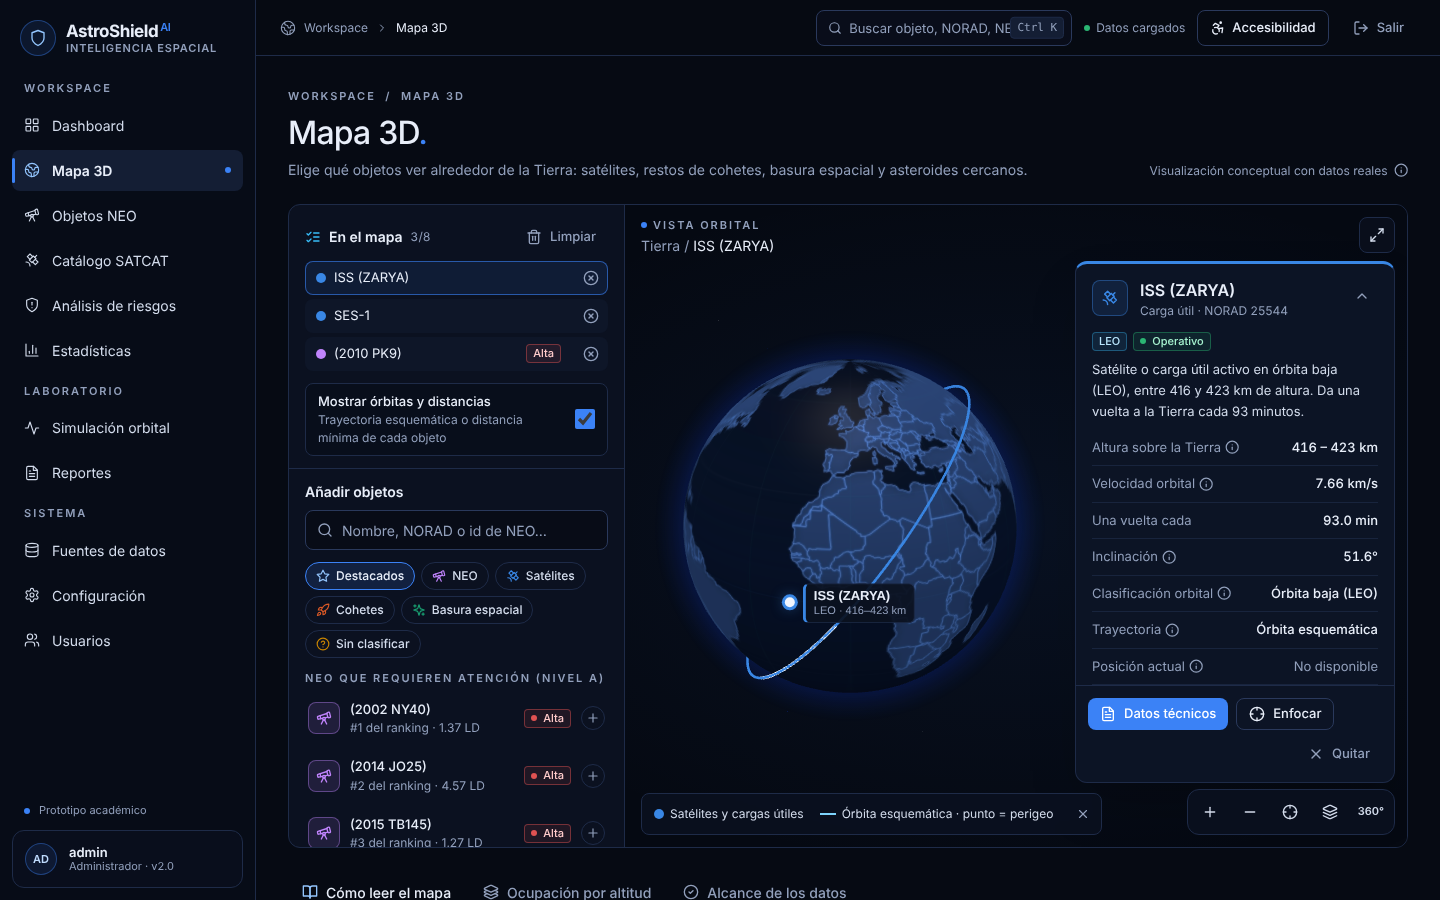 AstroShield AI
INTELIGENCIA ESPACIAL
WORKSPACE
Dashboard
Mapa 3D
Objetos NEO
Catálogo SATCAT
Análisis de riesgos
Estadísticas
LABORATORIO
Simulación orbital
Reportes
SISTEMA
Fuentes de datos
Configuración
Usuarios
Prototipo académico
AD
admin
Administrador · v2.0
Workspace > Mapa 3D
Buscar objeto, NORAD, NE
Ctrl K
Datos cargados
Accesibilidad
Salir
WORKSPACE / MAPA 3D
Mapa 3D.
Elige qué objetos ver alrededor de la Tierra: satélites, restos de cohetes, basura espacial y asteroides cercanos.
Visualización conceptual con datos reales
En el mapa 3/8
Limpiar
ISS (ZARYA)
SES-1
(2010 PK9)
Alta
Mostrar órbitas y distancias
Trayectoria esquemática o distancia
mínima de cada objeto
Añadir objetos
Nombre, NORAD o id de NEO...
Destacados
NEO
Satélites
Cohetes
Basura espacial
Sin clasificar
NEO QUE REQUIEREN ATENCIÓN (NIVEL A)
(2002 NY40)
#1 del ranking · 1.37 LD
Alta
(2014 JO25)
#2 del ranking · 4.57 LD
Alta
(2015 TB145)
#3 del ranking · 1.27 LD
Alta
VISTA ORBITAL
Tierra / ISS (ZARYA)
ISS (ZARYA)
LEO · 416–423 km
ISS (ZARYA)
Carga útil · NORAD 25544
LEO
Operativo
Satélite o carga útil activo en órbita baja
(LEO), entre 416 y 423 km de altura. Da una
vuelta a la Tierra cada 93 minutos.
Altura sobre la Tierra 416 – 423 km
Velocidad orbital 7.66 km/s
Una vuelta cada 93.0 min
Inclinación 51.6°
Clasificación orbital Órbita baja (LEO)
Trayectoria Órbita esquemática
Posición actual No disponible
Datos técnicos
Enfocar
Quitar
Satélites y cargas útiles
Órbita esquemática · punto = perigeo
360°
Cómo leer el mapa
Ocupación por altitud
Alcance de los datos